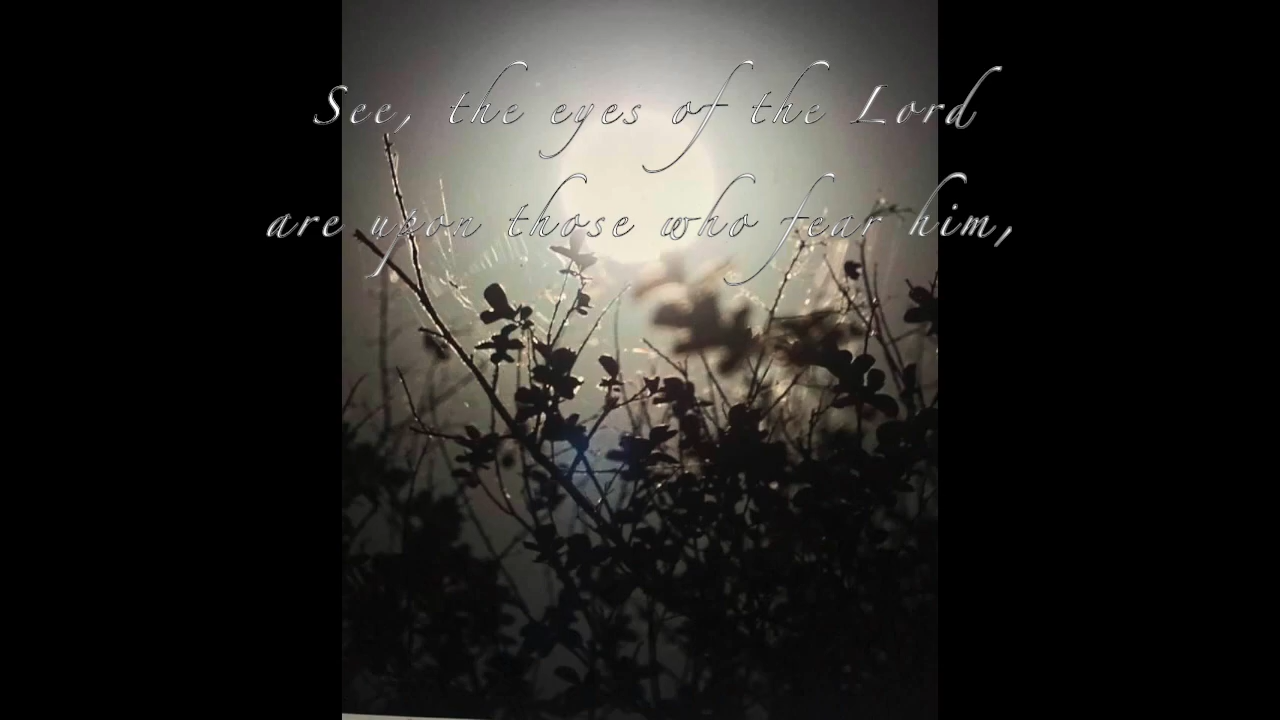 See, the eyes of the Lord
are upon those who fear him,